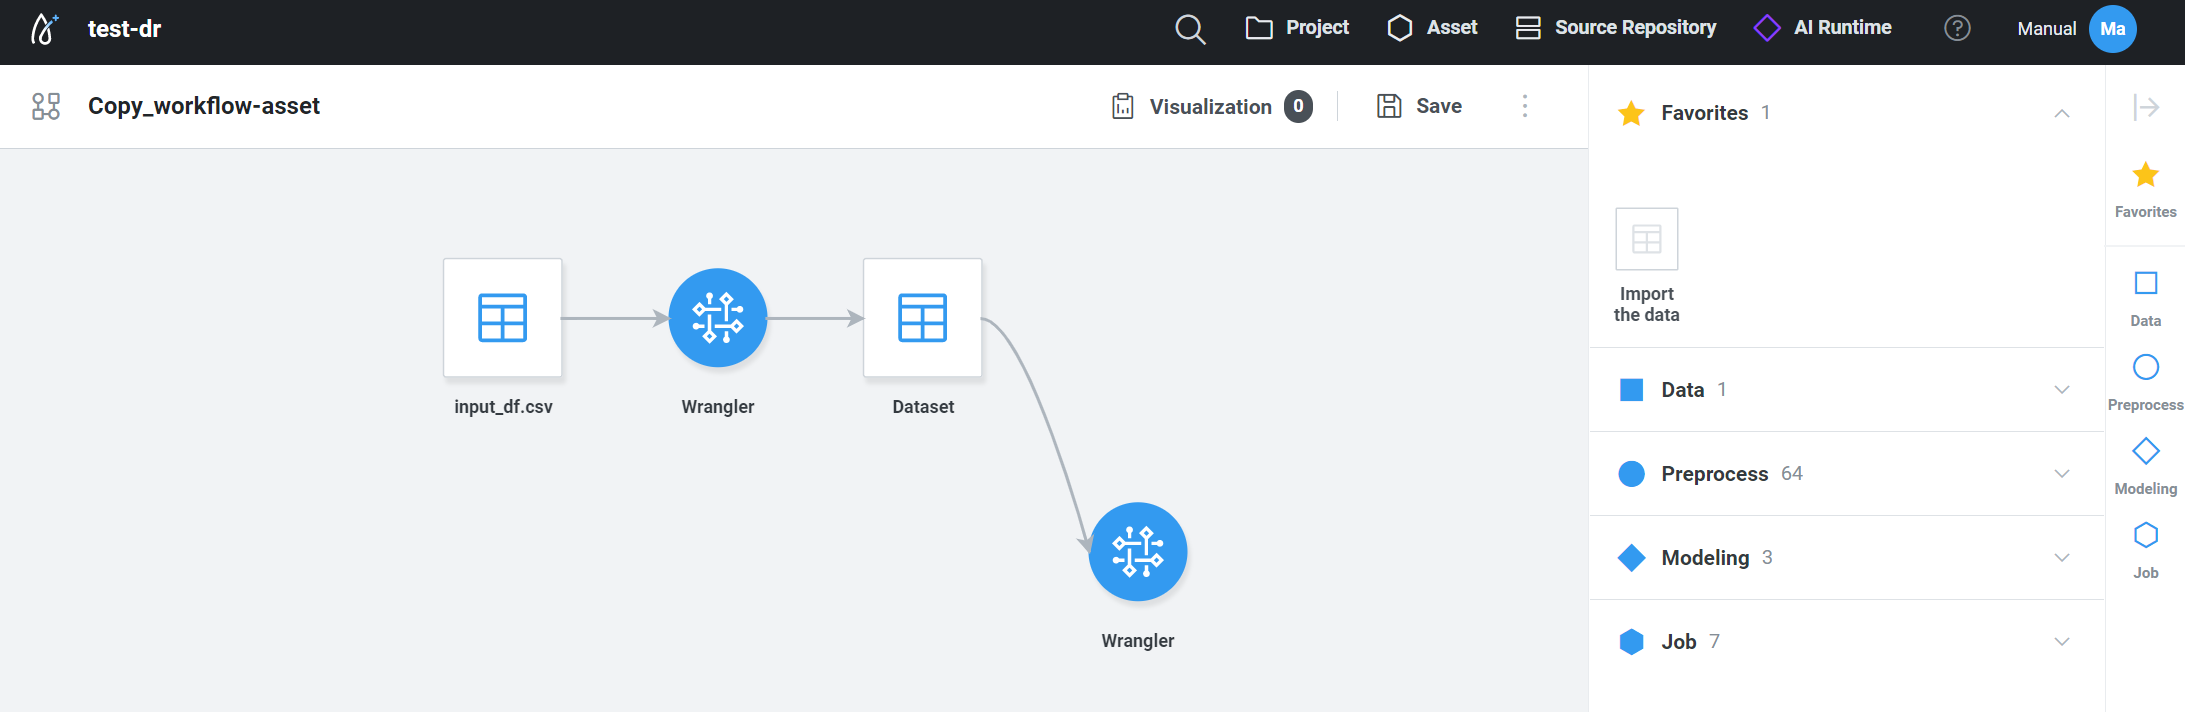 test-dr
Project
Asset
Source Repository
AI Runtime
?
Manual
Ma
Copy_workflow-asset
Visualization 0
Save
input_df.csv
Wrangler
Dataset
Wrangler
Favorites 1
Import
the data
Data 1
Preprocess 64
Modeling 3
Job 7
Favorites
Data
Preprocess
Modeling
Job